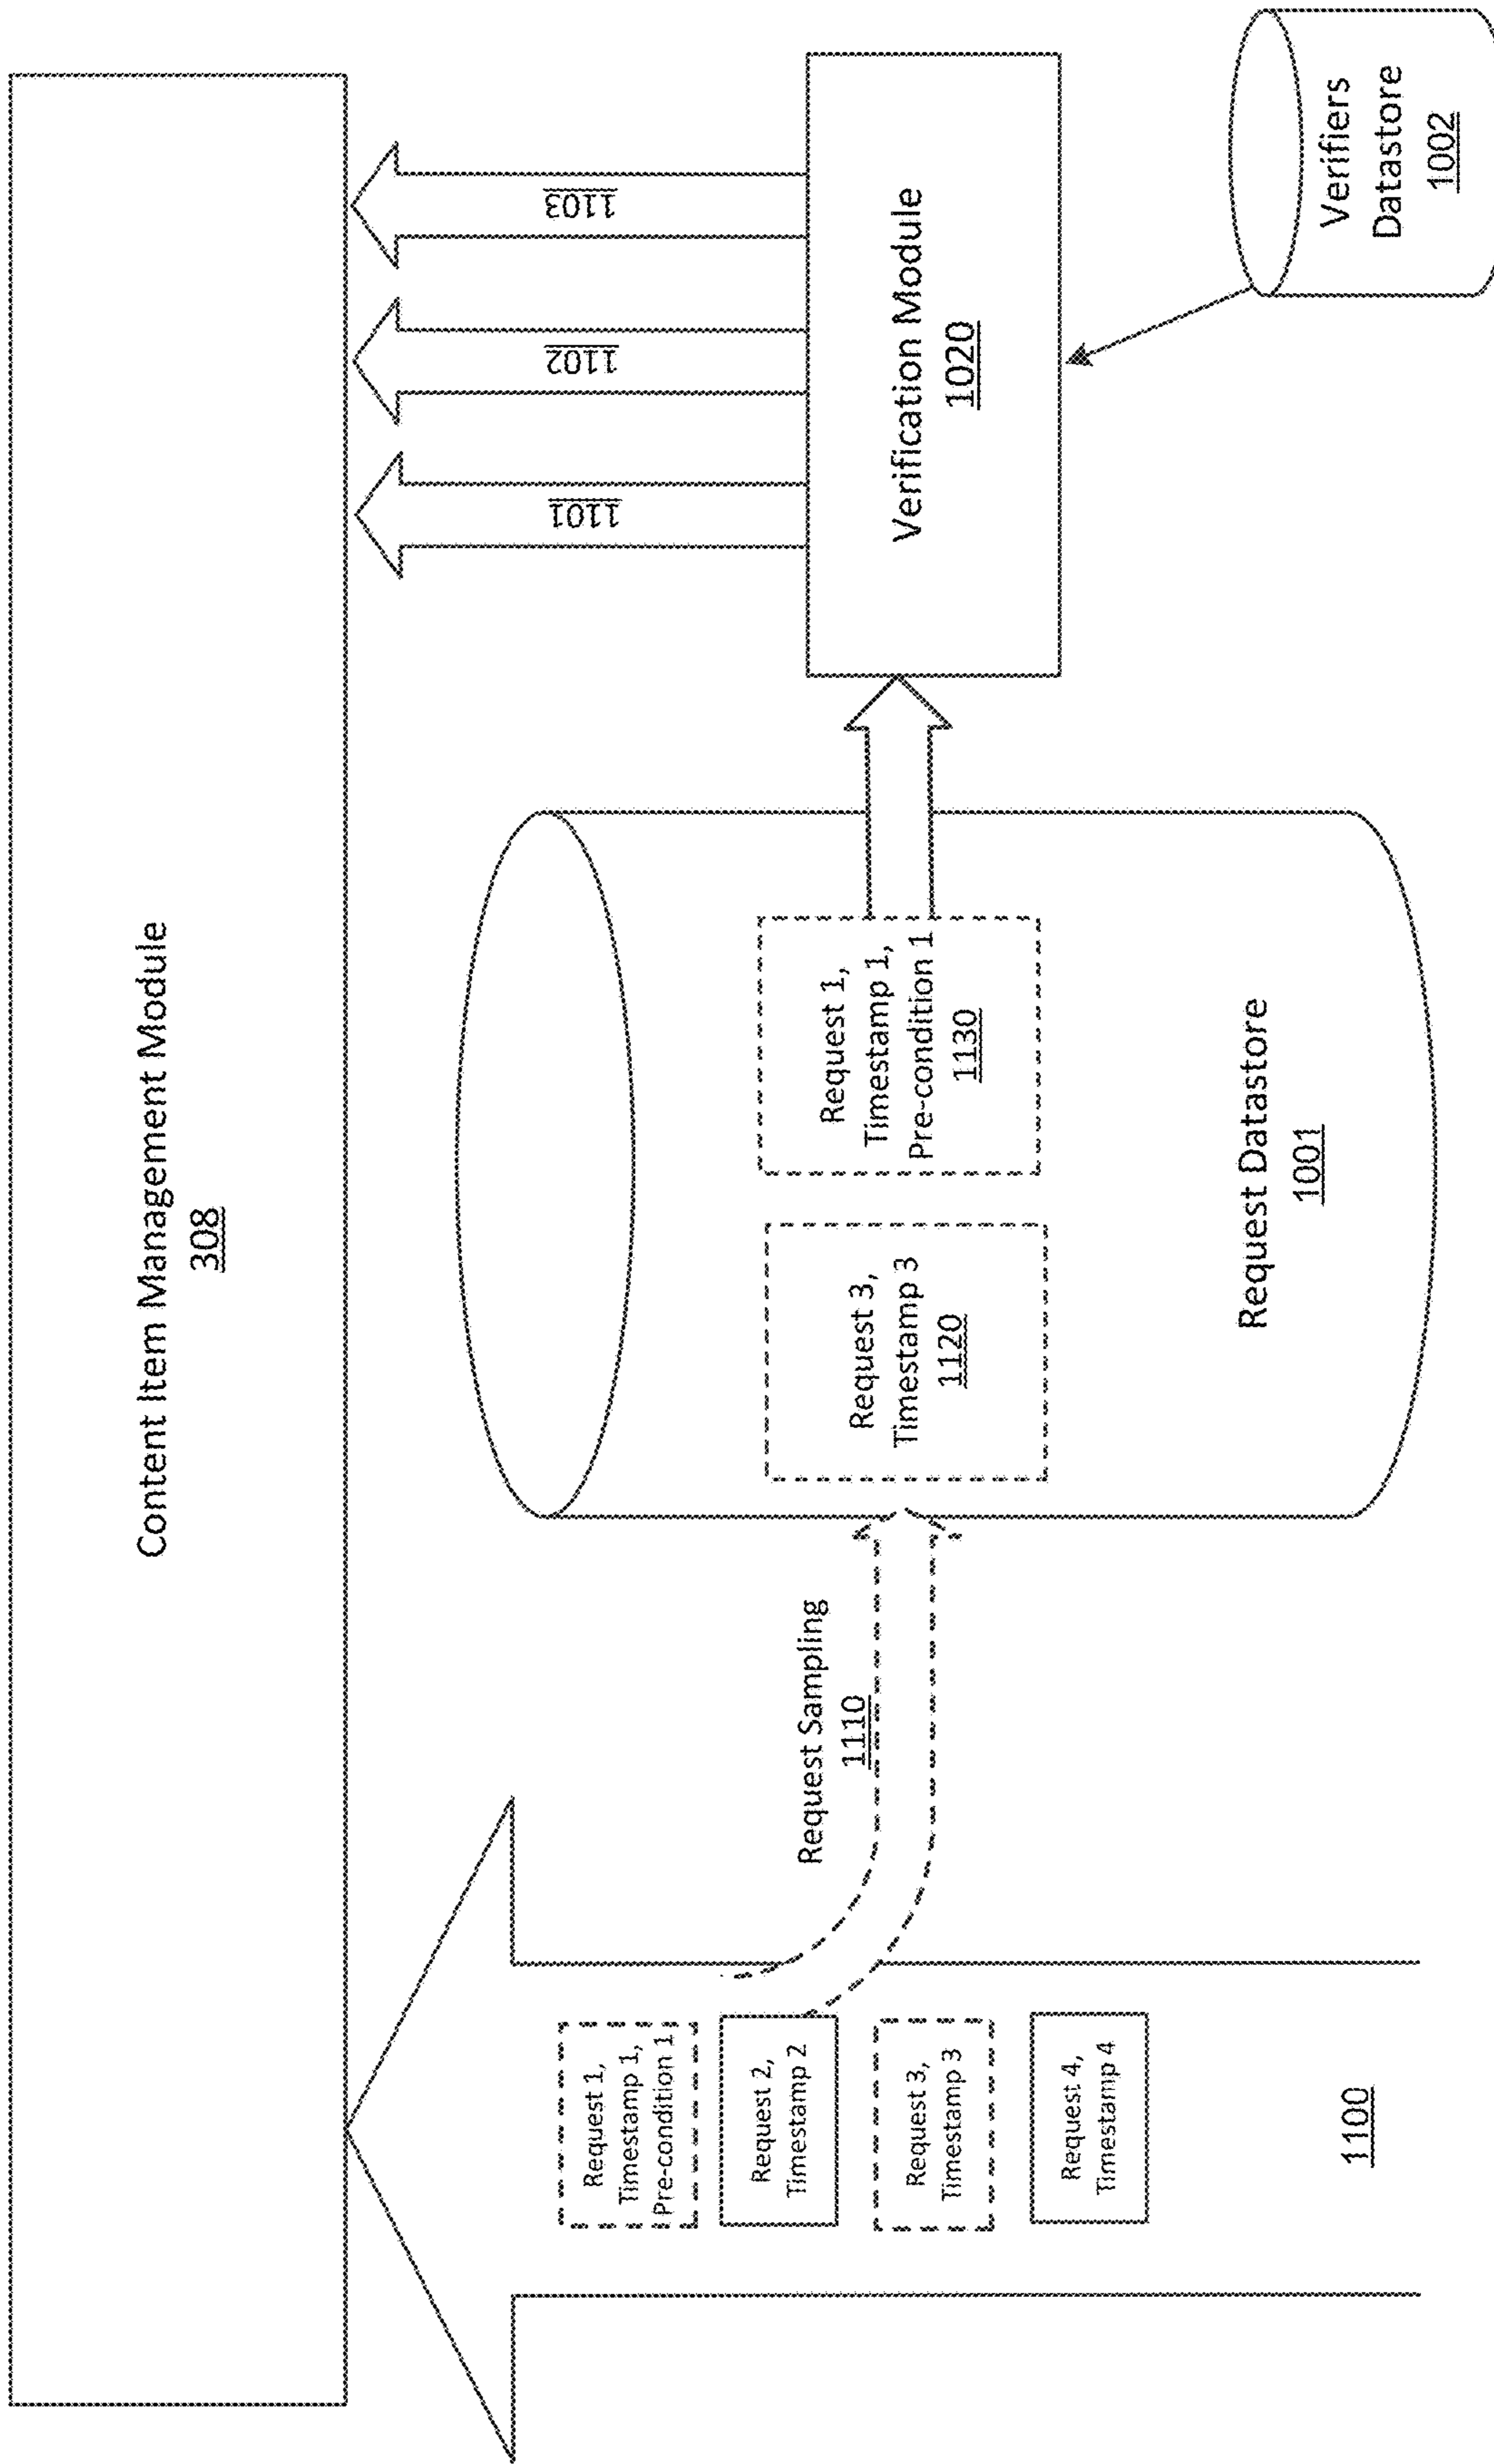 Content Item Management Module
308
Request 1,
Timestamp 1,
Pre-condition 1
Request 2,
Timestamp 2
Request 3,
Timestamp 3
Request 4,
Timestamp 4
1100
Request Sampling
1110
Request 3,
Timestamp 3
1120
Request 1,
Timestamp 1,
Pre-condition 1
1130
Request Datastore
1001
1101
1102
1103
Verification Module
1020
Verifiers
Datastore
1002